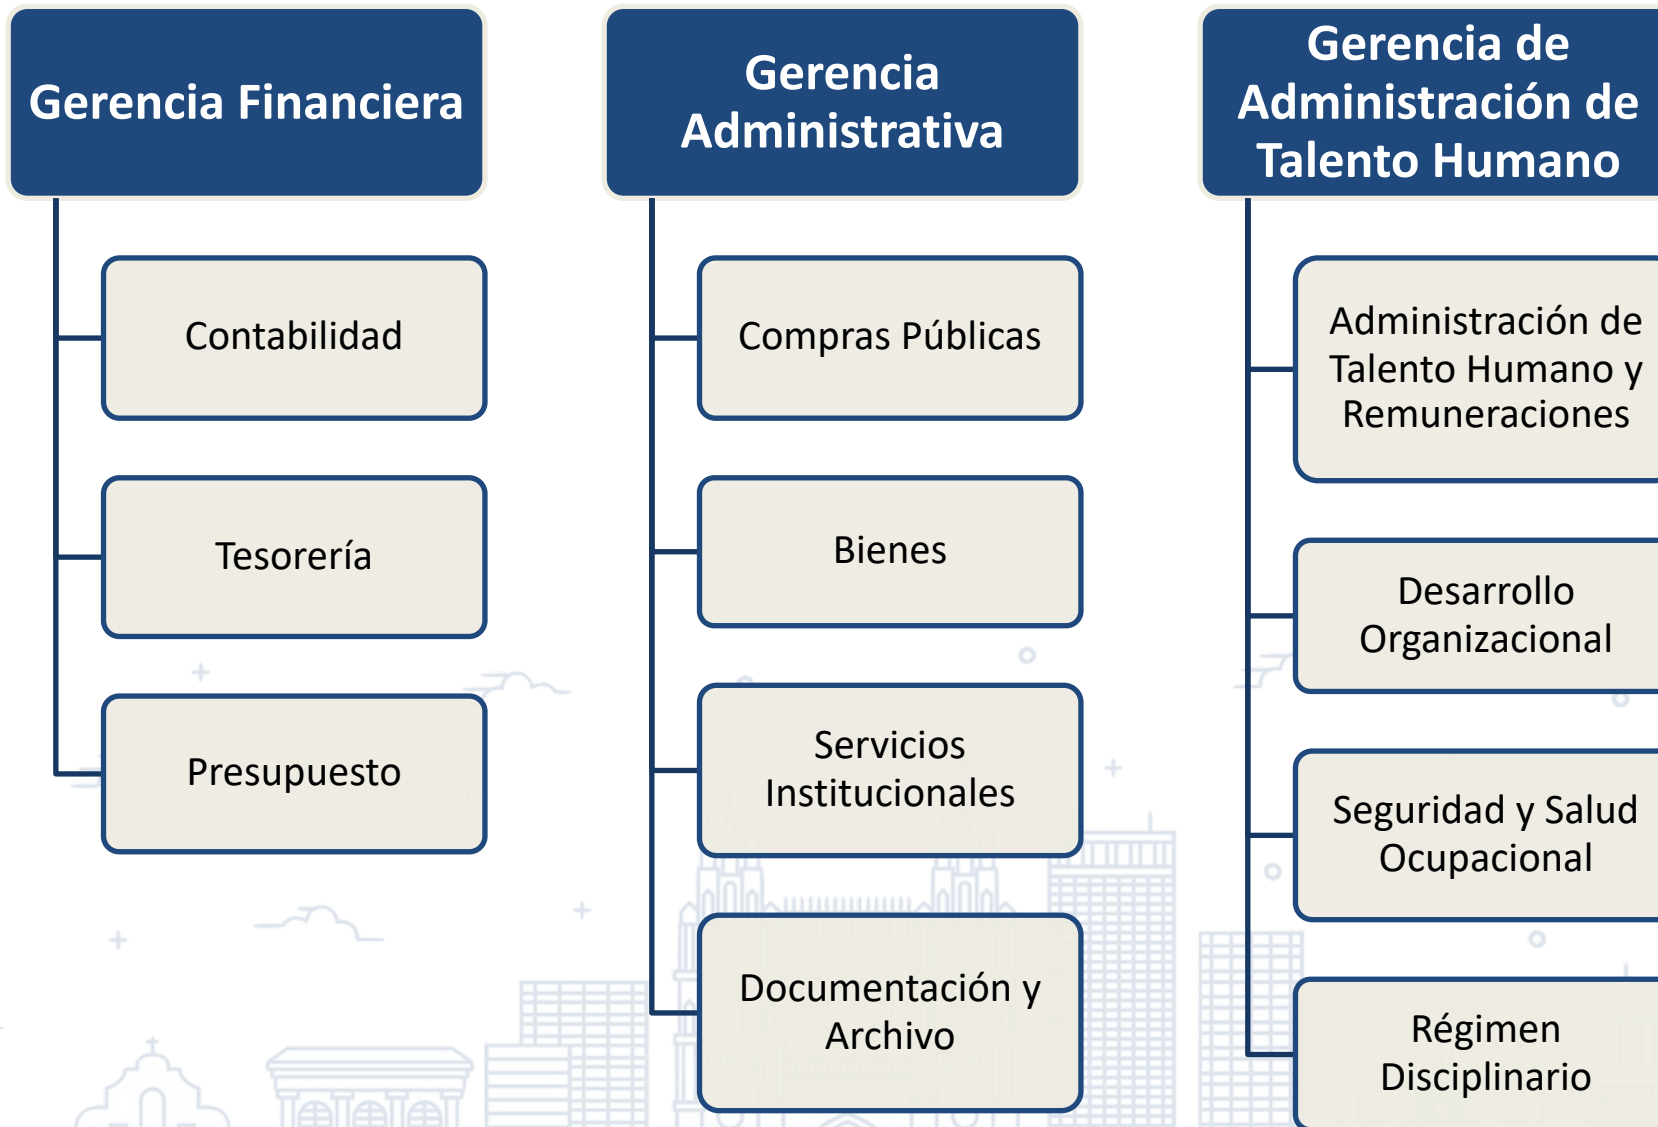 Gerencia Financiera
Contabilidad
Tesorería
Presupuesto
Gerencia
Administrativa
Compras Públicas
Bienes
Servicios
Institucionales
Documentación y
Archivo
Gerencia de
Administración de
Talento Humano
Administración de
Talento Humano y
Remuneraciones
Desarrollo
Organizacional
Seguridad y Salud
Ocupacional
Régimen
Disciplinario